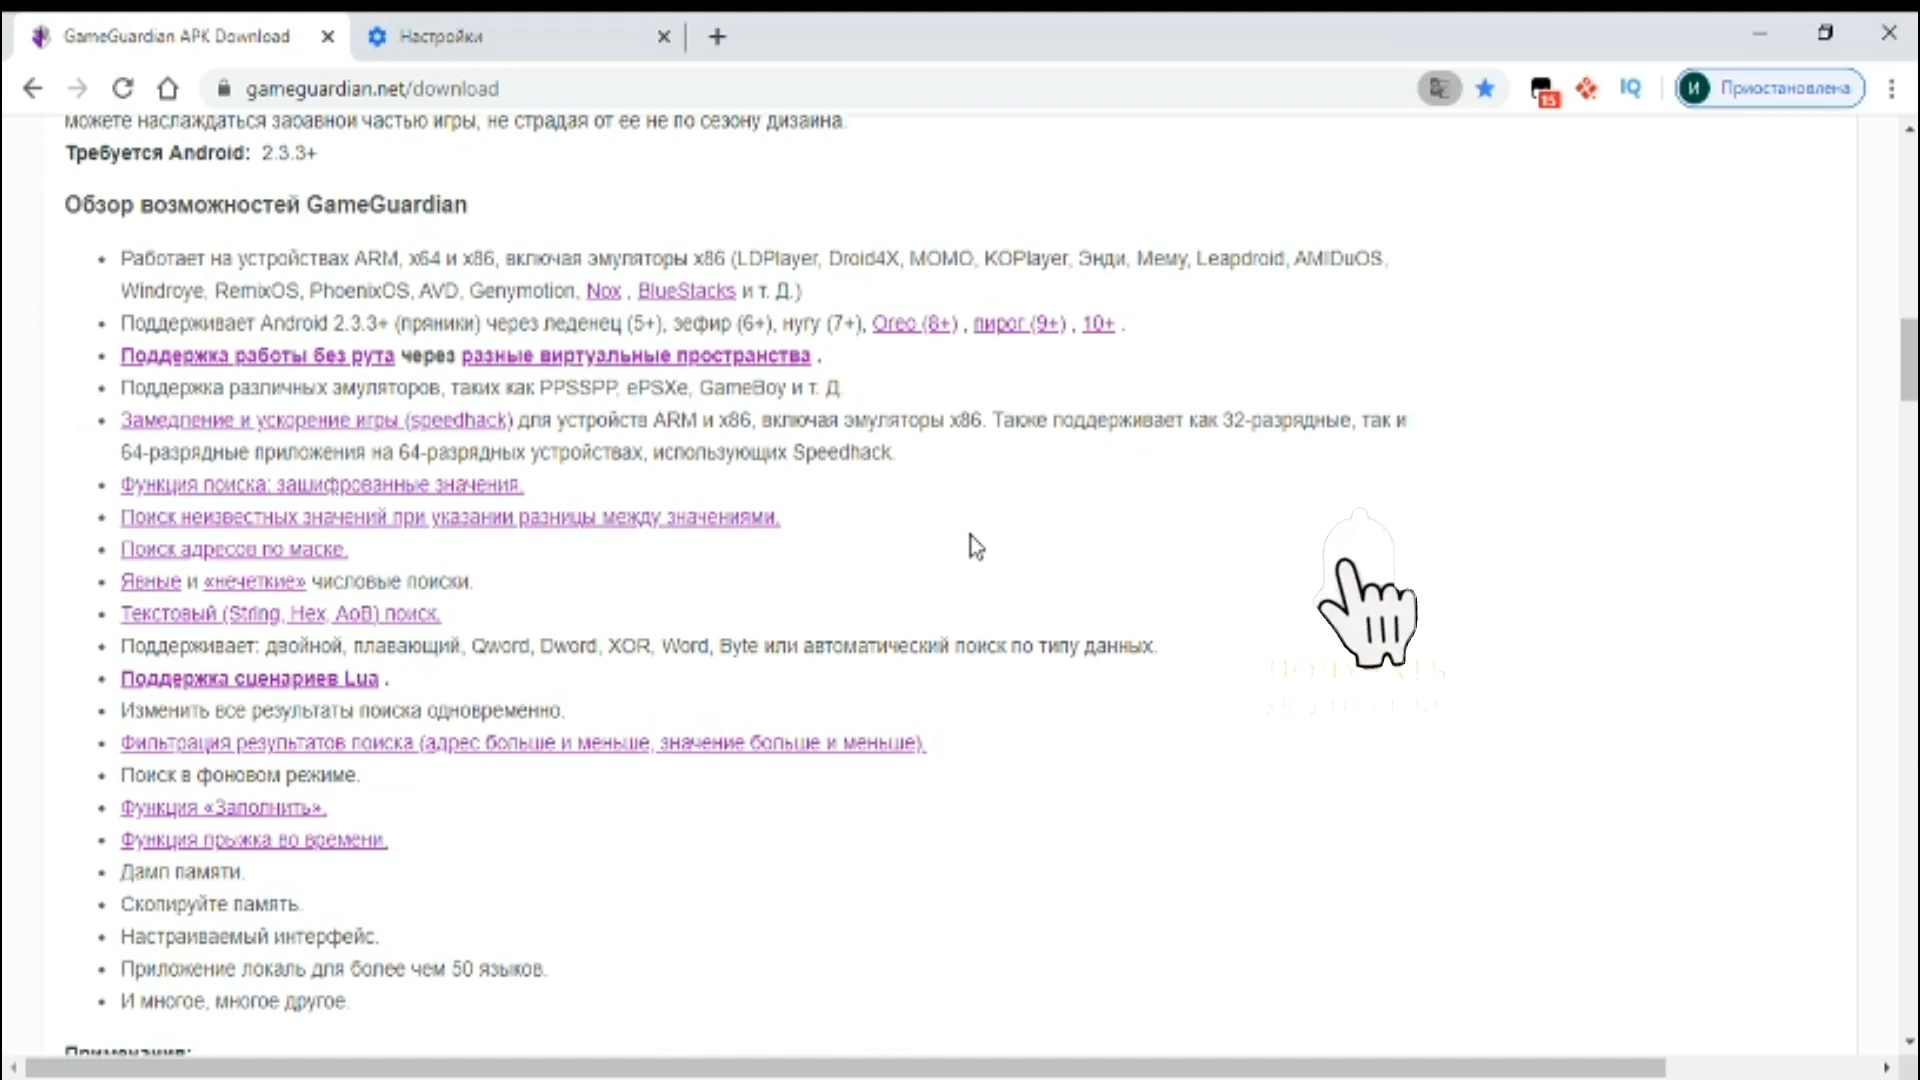 GameGuardian APK Download
Настройки
gameguardian.net/download
15
IQ
И
Приостановлена
можете наслаждаться забавной частью игры, не страдая от ее не по сезону дизайна.
Требуется Android: 2.3.3+
Обзор возможностей GameGuardian
Работает на устройствах ARM, x64 и x86, включая эмуляторы x86 (LDPlayer, Droid4X, MOMO, KOPlayer, Энди, Мему, Leapdroid, AMIDuOS,
Windroye, RemixOS, PhoenixOS, AVD, Genymotion, Nox , BlueStacks и т. Д.)
Поддерживает Android 2.3.3+ (пряники) через леденец (5+), зефир (6+), нугу (7+), Oreo (8+) , пирог (9+) , 10+ .
Поддержка работы без рута через разные виртуальные пространства .
Поддержка различных эмуляторов, таких как PPSSPP, ePSXe, GameBoy и т. Д.
Замедление и ускорение игры (speedhack) для устройств ARM и x86, включая эмуляторы x86. Также поддерживает как 32-разрядные, так и
64-разрядные приложения на 64-разрядных устройствах, использующих Speedhack.
Функция поиска: зашифрованные значения.
Поиск неизвестных значений при указании разницы между значениями.
Поиск адресов по маске.
Явные и «нечеткие» числовые поиски.
Текстовый (String, Hex, AoB) поиск.
Поддерживает: двойной, плавающий, Qword, Dword, XOR, Word, Byte или автоматический поиск по типу данных.
Поддержка сценариев Lua .
Изменить все результаты поиска одновременно.
Фильтрация результатов поиска (адрес больше и меньше, значение больше и меньше).
Поиск в фоновом режиме.
Функция «Заполнить».
Функция прыжка во времени.
Дамп памяти.
Скопируйте память.
Настраиваемый интерфейс.
Приложение локаль для более чем 50 языков.
И многое, многое другое.
Примечания: